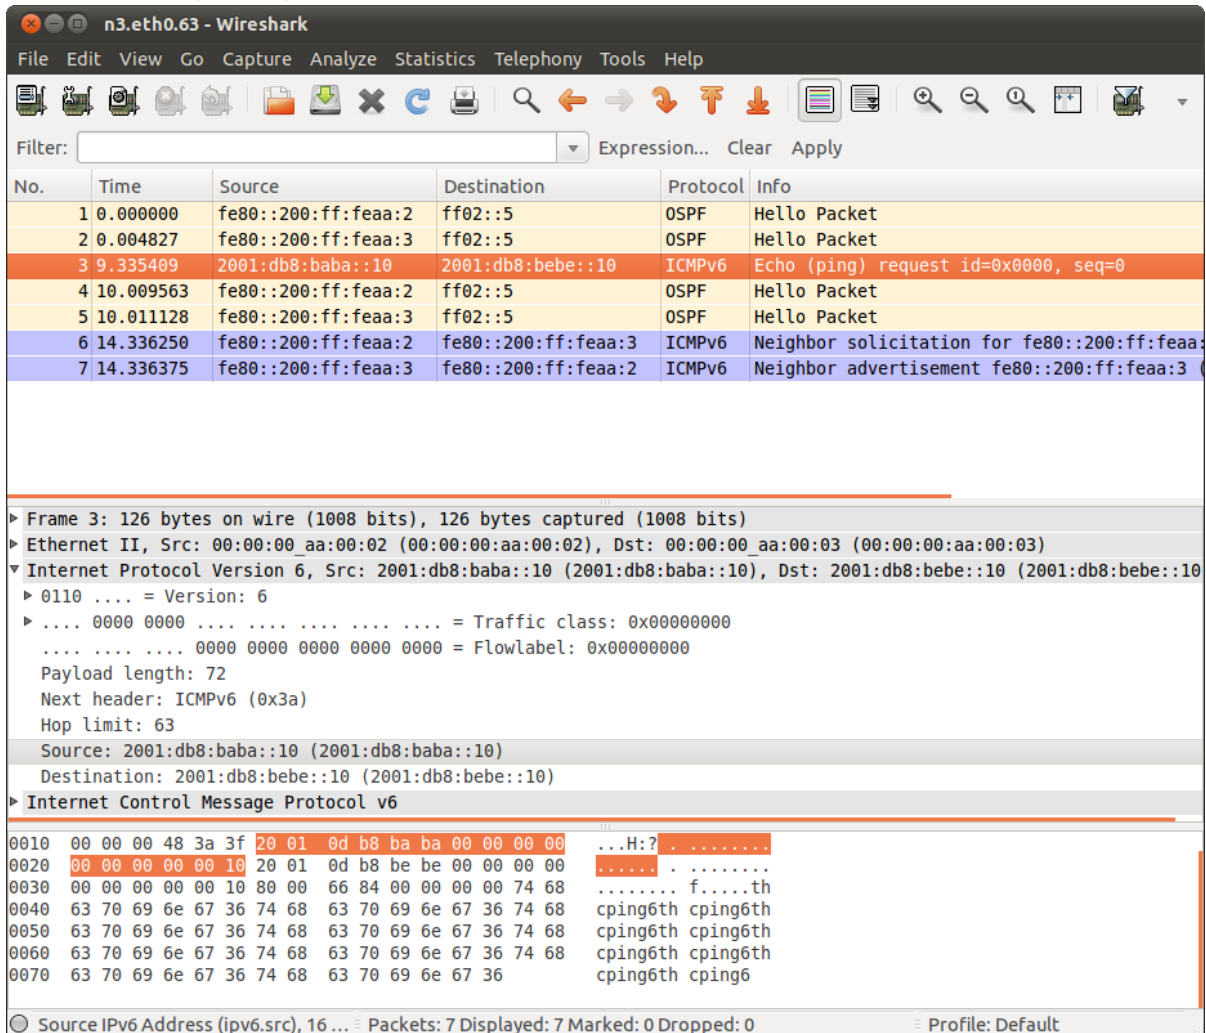 n3.eth0.63 - Wireshark
File Edit View Go Capture Analyze Statistics Telephony Tools Help
Filter: Expression... Clear Apply
No. Time Source Destination Protocol Info
1 0.000000 fe80::200:ff:feaa:2 ff02::5 OSPF Hello Packet
2 0.004827 fe80::200:ff:feaa:3 ff02::5 OSPF Hello Packet
3 9.335409 2001:db8:baba::10 2001:db8:bebe::10 ICMPv6 Echo (ping) request id=0x0000, seq=0
4 10.009563 fe80::200:ff:feaa:2 ff02::5 OSPF Hello Packet
5 10.011128 fe80::200:ff:feaa:3 ff02::5 OSPF Hello Packet
6 14.336250 fe80::200:ff:feaa:2 fe80::200:ff:feaa:3 ICMPv6 Neighbor solicitation for fe80::200:ff:feaa:
7 14.336375 fe80::200:ff:feaa:3 fe80::200:ff:feaa:2 ICMPv6 Neighbor advertisement fe80::200:ff:feaa:3 (
Frame 3: 126 bytes on wire (1008 bits), 126 bytes captured (1008 bits)
Ethernet II, Src: 00:00:00_aa:00:02 (00:00:00:aa:00:02), Dst: 00:00:00_aa:00:03 (00:00:00:aa:00:03)
Internet Protocol Version 6, Src: 2001:db8:baba::10 (2001:db8:baba::10), Dst: 2001:db8:bebe::10 (2001:db8:bebe::10
0110 .... = Version: 6
.... 0000 0000 .... .... .... .... .... = Traffic class: 0x00000000
.... .... .... 0000 0000 0000 0000 0000 = Flowlabel: 0x00000000
Payload length: 72
Next header: ICMPv6 (0x3a)
Hop limit: 63
Source: 2001:db8:baba::10 (2001:db8:baba::10)
Destination: 2001:db8:bebe::10 (2001:db8:bebe::10)
Internet Control Message Protocol v6
0010 00 00 00 48 3a 3f 20 01 0d b8 ba ba 00 00 00 00 ...H:? . ........
0020 00 00 00 00 00 10 20 01 0d b8 be be 00 00 00 00 ...... . ........
0030 00 00 00 00 00 10 80 00 66 84 00 00 00 00 74 68 ........ f.....th
0040 63 70 69 6e 67 36 74 68 63 70 69 6e 67 36 74 68 cping6th cping6th
0050 63 70 69 6e 67 36 74 68 63 70 69 6e 67 36 74 68 cping6th cping6th
0060 63 70 69 6e 67 36 74 68 63 70 69 6e 67 36 74 68 cping6th cping6th
0070 63 70 69 6e 67 36 74 68 63 70 69 6e 67 36 cping6th cping6
Source IPv6 Address (ipv6.src), 16 ... Packets: 7 Displayed: 7 Marked: 0 Dropped: 0 Profile: Default